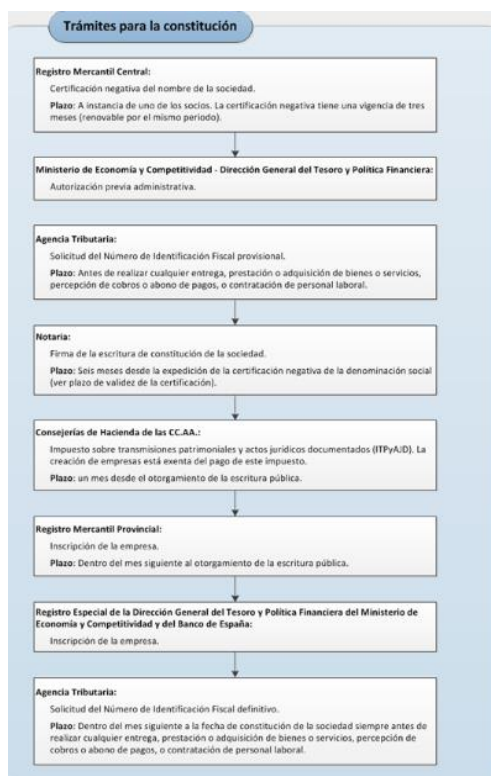 Trámites para la constitución
Registro Mercantil Central:
Certificación negativa del nombre de la sociedad.
Plazo: A instancia de uno de los socios. La certificación negativa tiene una vigencia de tres
meses (renovable por el mismo periodo).
Ministerio de Economía y Competitividad - Dirección General del Tesoro y Política Financiera:
Autorización previa administrativa.
Agencia Tributaria:
Solicitud del Número de Identificación Fiscal provisional.
Plazo: Antes de realizar cualquier entrega, prestación o adquisición de bienes o servicios,
percepción de cobros o abono de pagos, o contratación de personal laboral.
Notaria:
Firma de la escritura de constitución de la sociedad.
Plazo: Seis meses desde la expedición de la certificación negativa de la denominación social
(ver plazo de validez de la certificación).
Consejerías de Hacienda de las CC.AA.:
Impuesto sobre transmisiones patrimoniales y actos jurídicos documentados (ITPyAJD). La
creación de empresas está exenta del pago de este impuesto.
Plazo: un mes desde el otorgamiento de la escritura pública.
Registro Mercantil Provincial:
Inscripción de la empresa.
Plazo: Dentro del mes siguiente al otorgamiento de la escritura pública.
Registro Especial de la Dirección General del Tesoro y Política Financiera del Ministerio de
Economía y Competitividad y del Banco de España:
Inscripción de la empresa.
Agencia Tributaria:
Solicitud del Número de Identificación Fiscal definitivo.
Plazo: Dentro del mes siguiente a la fecha de constitución de la sociedad siempre antes de
realizar cualquier entrega, prestación o adquisición de bienes o servicios, percepción de
cobros o abono de pagos, o contratación de personal laboral.